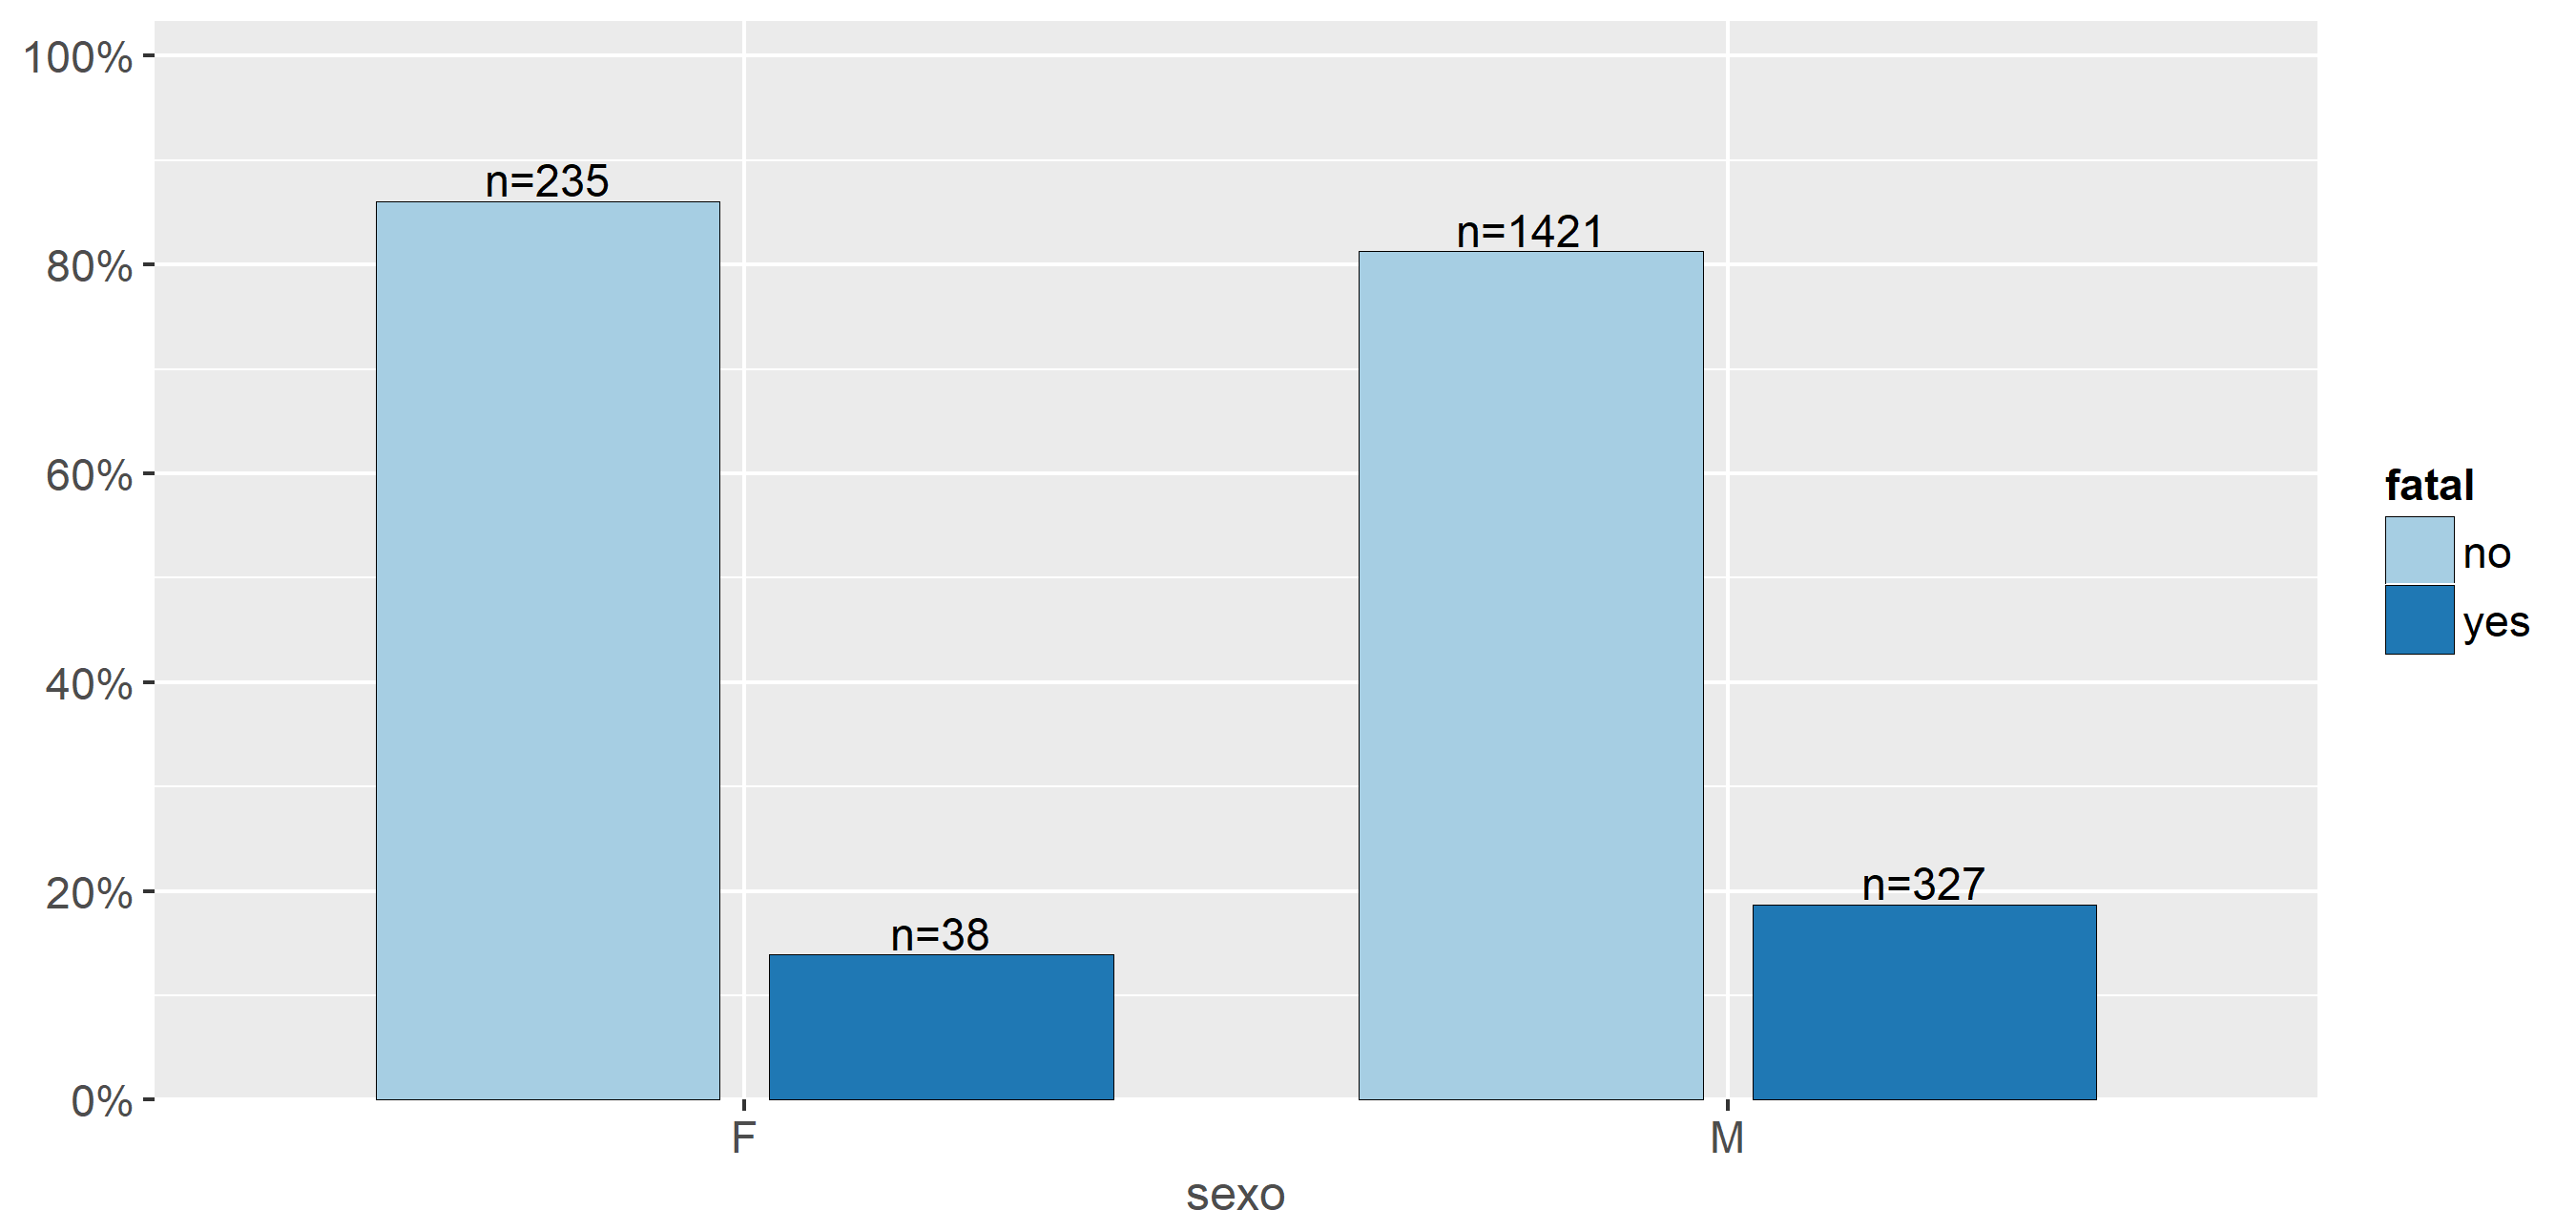 100%
80%
60%
40%
20%
0%
n=235
n=38
n=1421
n=327
F
M
sexo
fatal
no
yes